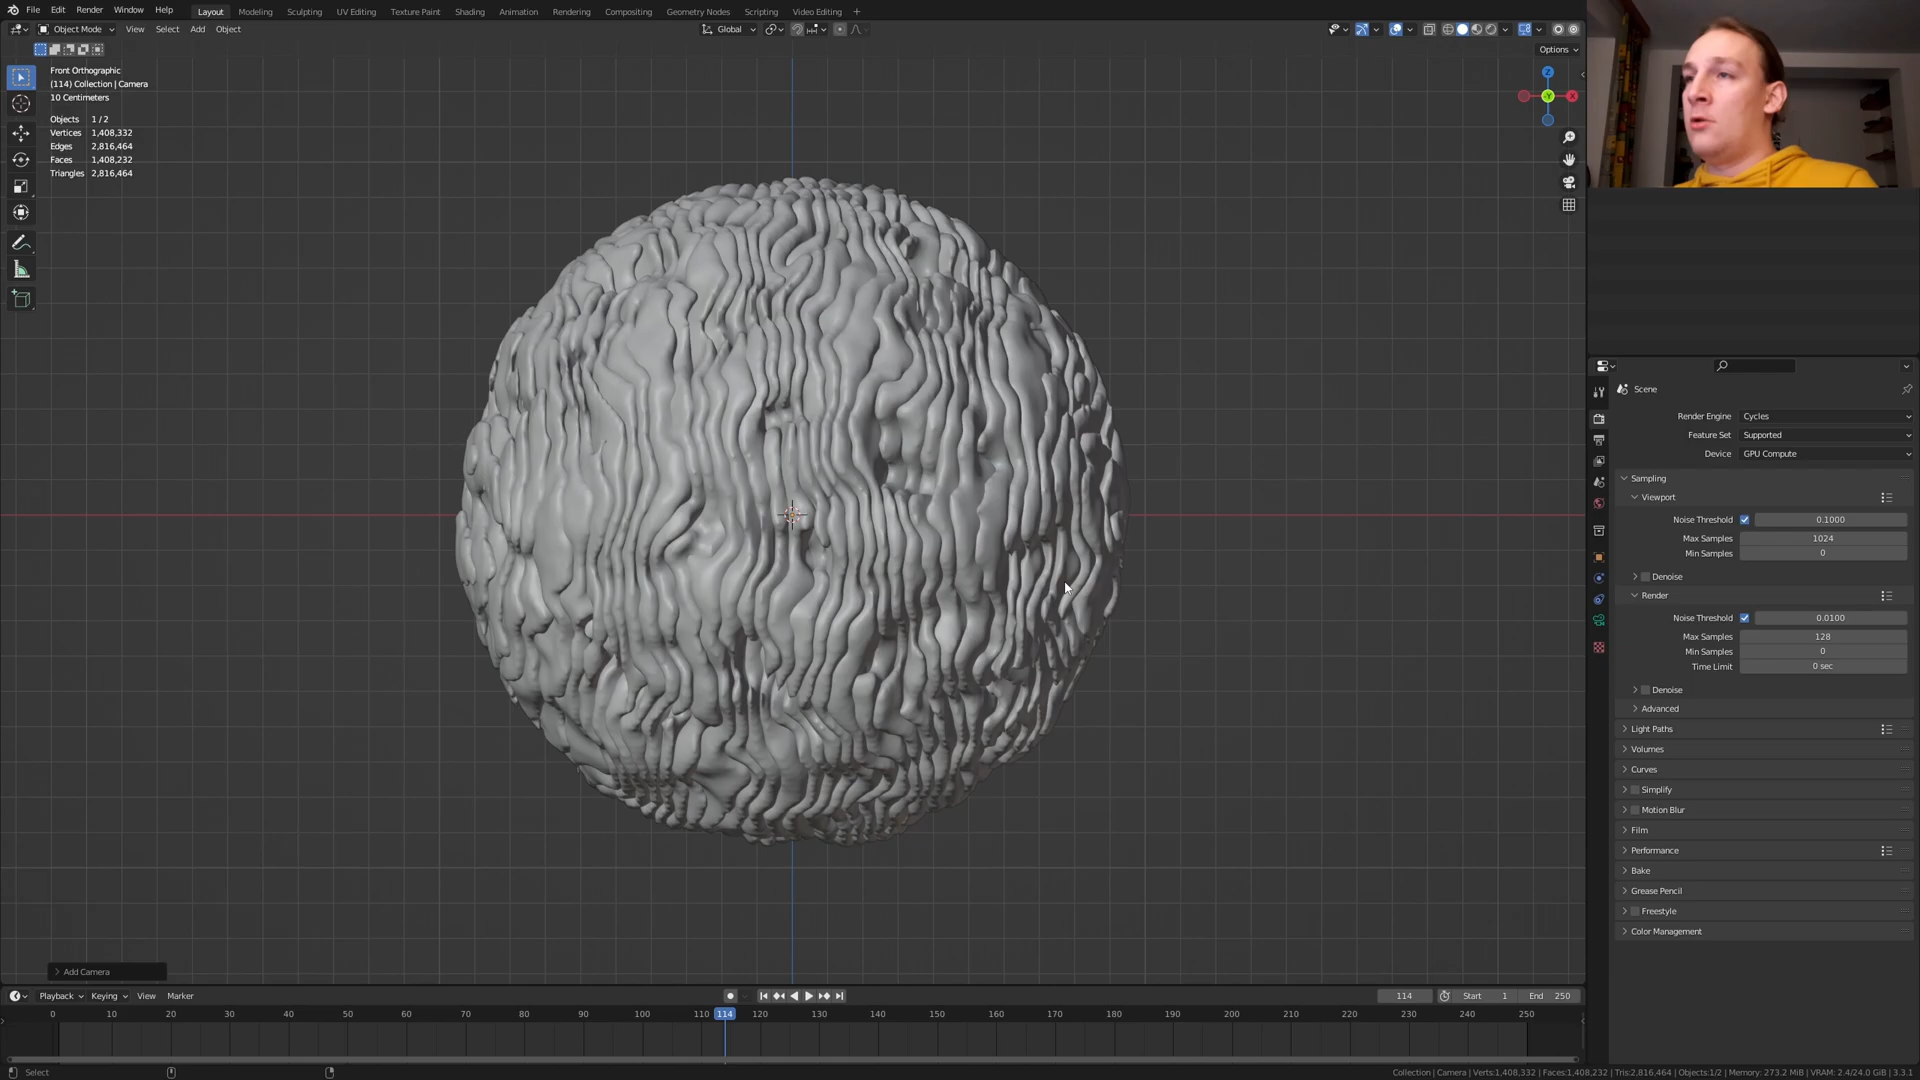 File Edit Render Window Help Layout Modeling Sculpting UV Editing Texture Paint Shading Animation Rendering Compositing Geometry Nodes Scripting Video Editing +
Object Mode View Select Add Object Global
Options
Front Orthographic
(114) Collection | Camera
10 Centimeters
Objects 1 / 2
Vertices 1,408,332
Edges 2,816,464
Faces 1,408,232
Triangles 2,816,464
Z
-Y
X
Scene
Render Engine Cycles
Feature Set Supported
Device GPU Compute
Sampling
Viewport
Noise Threshold 0.1000
Max Samples 1024
Min Samples 0
Denoise
Render
Noise Threshold 0.0100
Max Samples 128
Min Samples 0
Time Limit 0 sec
Denoise
Advanced
Light Paths
Volumes
Curves
Simplify
Motion Blur
Film
Performance
Bake
Grease Pencil
Freestyle
Color Management
Add Camera
Playback Keying View Marker 114 Start 1 End 250
0 10 20 30 40 50 60 70 80 90 100 110 114 120 130 140 150 160 170 180 190 200 210 220 230 240 250
Select
Collection | Camera | Verts:1,408,332 | Faces:1,408,232 | Tris:2,816,464 | Objects:1/2 | Memory: 273.2 MiB | VRAM: 2.4/24.0 GiB | 3.3.1